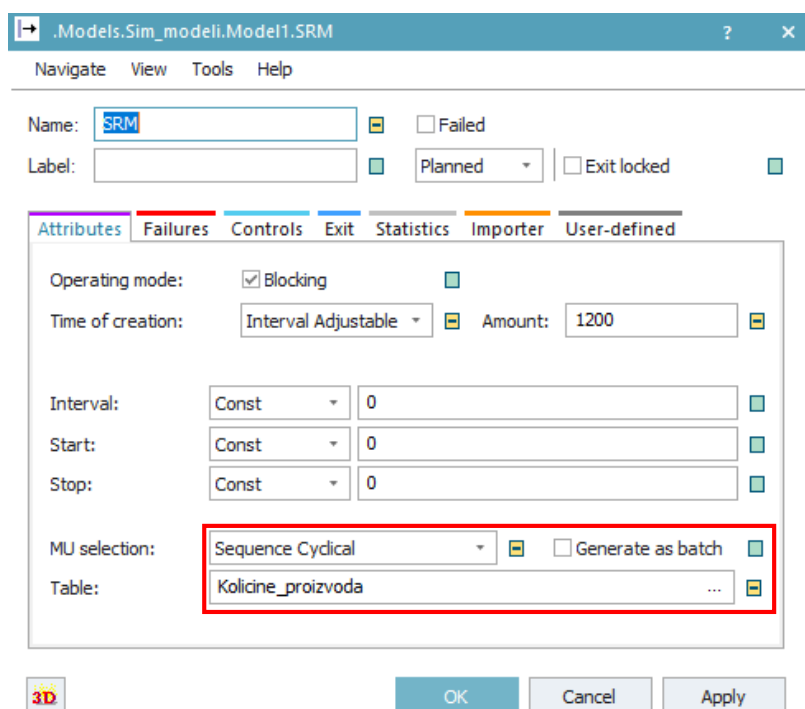 .Models.Sim_modeli.Model1.SRM ? ×
Navigate View Tools Help
Name: SRM Failed
Label: Planned Exit locked
Attributes Failures Controls Exit Statistics Importer User-defined
Operating mode: Blocking
Time of creation: Interval Adjustable Amount: 1200
Interval: Const 0
Start: Const 0
Stop: Const 0
MU selection: Sequence Cyclical Generate as batch
Table: Kolicine_proizvoda ...
3D OK Cancel Apply